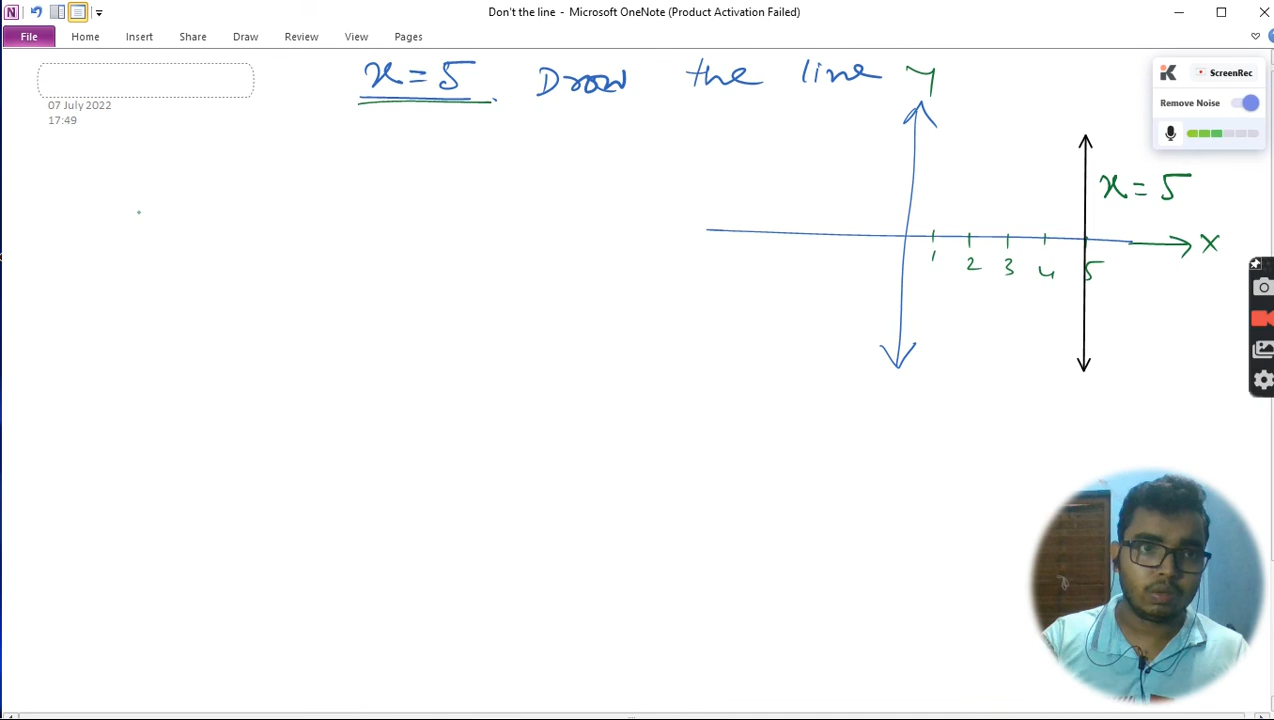 Don't the line - Microsoft OneNote (Product Activation Failed)
File Home Insert Share Draw Review View Pages
x = 5 Draw the line Y
ScreenRec
07 July 2022
Remove Noise
17:49
x = 5
X
1 2 3 4 5